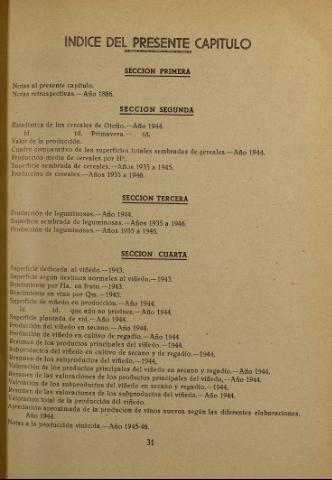 INDICE DEL PRESENTE CAPITULO
SECCION PRIMERA
Notas al presente capítulo.
Notas retrospectivas.—Año 1886.
SECCION SEGUNDA
Estadística de los cereales de Otoño.—Año 1944.
Id. id. Primavera.—. id.
Valor de la producción.
Cuadro comparativo de las superficies totales sembradas de cereales.—Año 1944.
Producción media de cereales por Hª.
Superficie sembrada de cereales.—Años 1933 a 1945.
Producción de cereales.—Años 1933 a 1946.
SECCION TERCERA
Producción de leguminosas.—Año 1944.
Superficie sembrada de leguminosas.—Años 1935 a 1946.
Producción de leguminosas.—Años 1935 a 1945.
SECCION CUARTA
Superficie dedicada al viñedo.—1943.
Superficie según destinos normales al viñedo.—1943.
Rendimiento por Ha. en fruto.—1943.
Rendimiento en vino por Qm.—1943.
Superficie de viñedo en producción.—Año 1944.
Id. id. que aún no produce.—Año 1944.
Superficie plantada de vid.—Año 1944.
Producción del viñedo en secano.—Año 1944.
Producción de viñedo en cultivo de regadío.—Año 1944
Resumen de los productos principales del viñedo.—1944.
Subproductos del viñedo en cultivo de secano y de regadío.—1944.
Resumen de los subproductos del viñedo.—1944,
Valoración de los productos principales del viñedo en secano y regadío.—Año 1944.
Resumen de las valoraciones de los productos principales del viñedo,—Año 1944.
Valoración de los subproductos del viñedo en secano y regadío.—1944.
Resumen de las valoraciones de los subproductos del viñedo.—Año 1944.
Valoración total de la producción del viñedo.
Apreciación aproximada de la produción de vinos nuevos según las diferentes elaboraciones.
Año 1944.
Notas a la producción vinícola.—Año 1945-46.
31